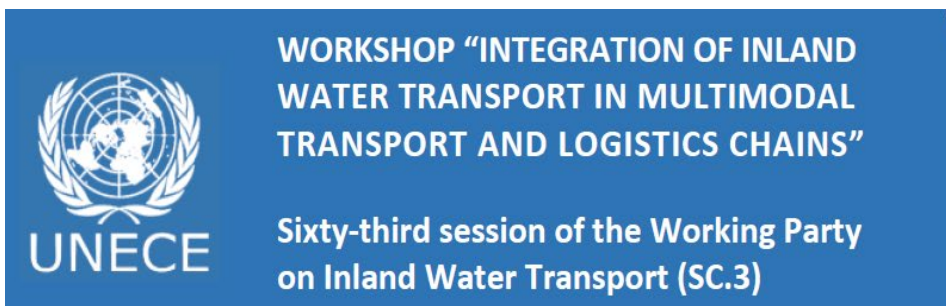 WORKSHOP “INTEGRATION OF INLAND
WATER TRANSPORT IN MULTIMODAL
TRANSPORT AND LOGISTICS CHAINS”
Sixty-third session of the Working Party
on Inland Water Transport (SC.3)
UNECE